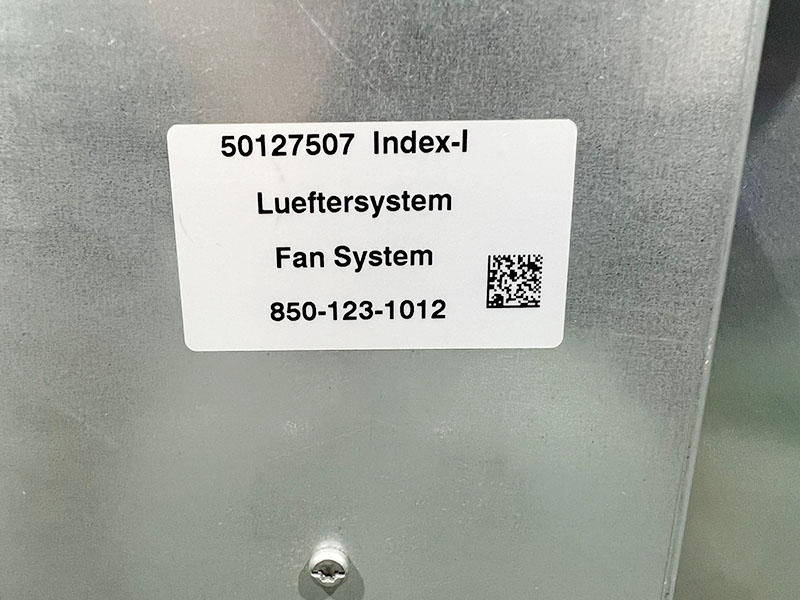 50127507 Index-I
Lueftersystem
Fan System
850-123-1012